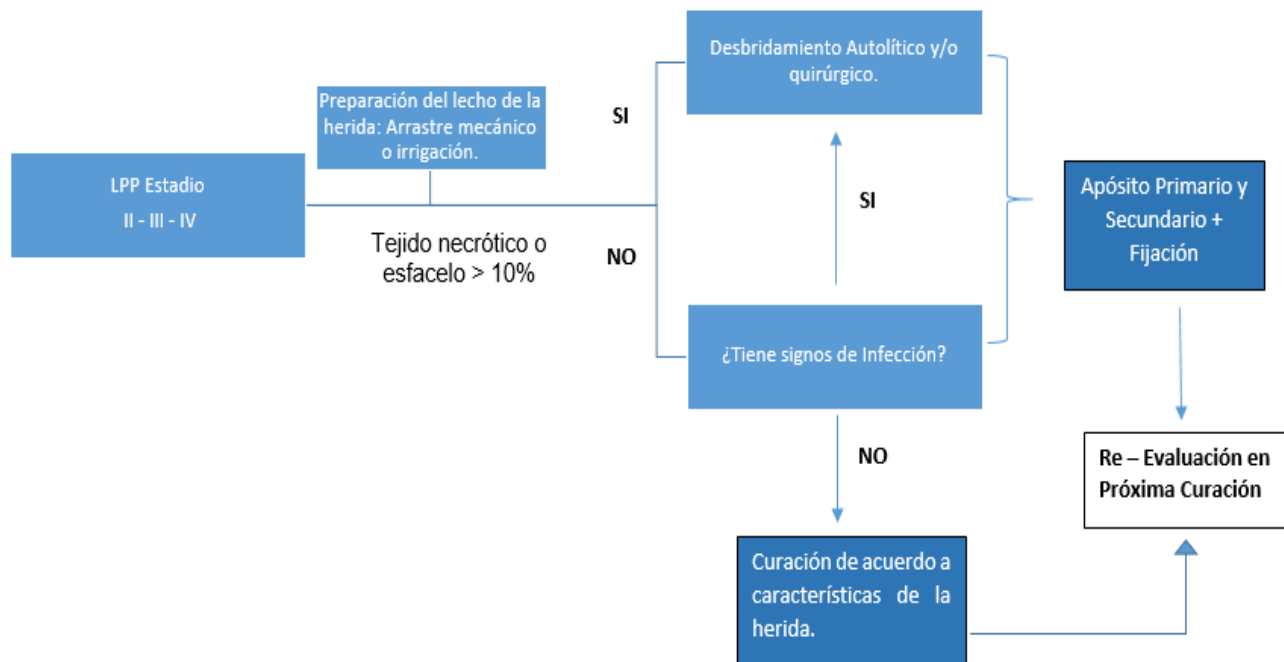 LPP Estadio
II - III - IV
Preparación del lecho de la
herida: Arrastre mecánico
o irrigación.
Tejido necrótico o
esfacelo > 10%
SI
NO
Desbridamiento Autolítico y/o
quirúrgico.
SI
¿Tiene signos de Infección?
NO
Curación de acuerdo a
características de la
herida.
Apósito Primario y
Secundario +
Fijación
Re – Evaluación en
Próxima Curación